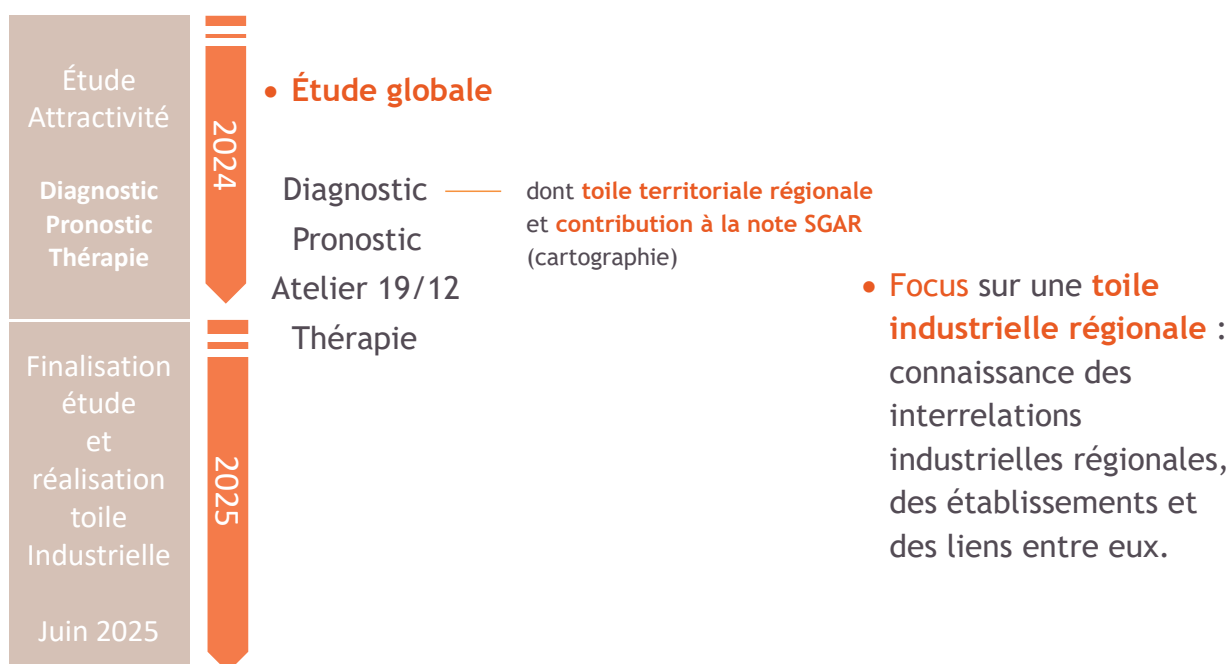 Étude
Attractivité
Diagnostic
Pronostic
Thérapie
2024
• Étude globale
Diagnostic
Pronostic
Atelier 19/12
Thérapie
dont toile territoriale régionale
et contribution à la note SGAR
(cartographie)
Finalisation
étude
et
réalisation
toile
Industrielle
Juin 2025
2025
• Focus sur une toile
industrielle régionale :
connaissance des
interrelations
industrielles régionales,
des établissements et
des liens entre eux.